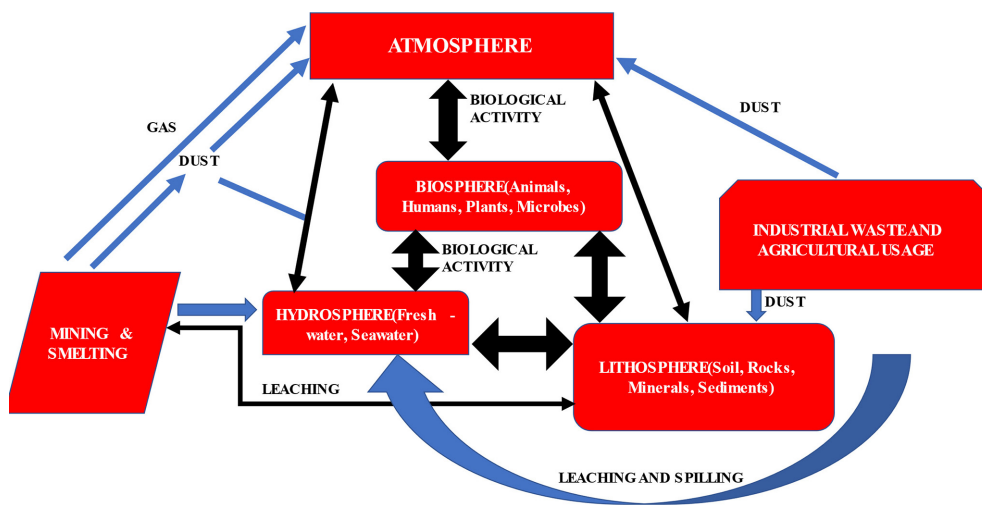 ATMOSPHERE
BIOLOGICAL
ACTIVITY
DUST
GAS
DUST
BIOSPHERE(Animals,
Humans, Plants, Microbes)
INDUSTRIAL WASTE AND
AGRICULTURAL USAGE
BIOLOGICAL
ACTIVITY
DUST
HYDROSPHERE(Fresh -
water, Seawater)
MINING & 
SMELTING
LITHOSPHERE(Soil, Rocks,
Minerals, Sediments)
LEACHING
LEACHING AND SPILLING